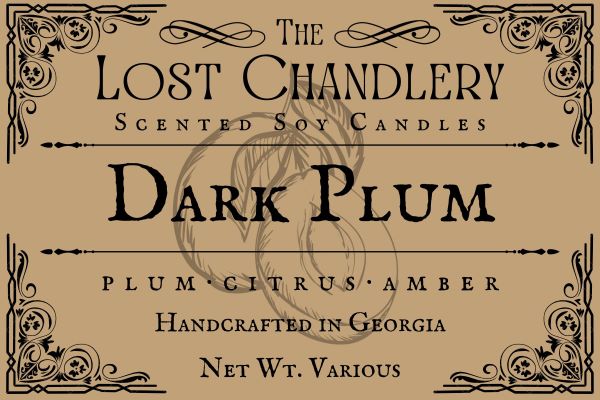 The
Lost Chandlery
Scented Soy Candles
Dark Plum
PLUM·CITRUS·AMBER
Handcrafted in Georgia
Net Wt. Various